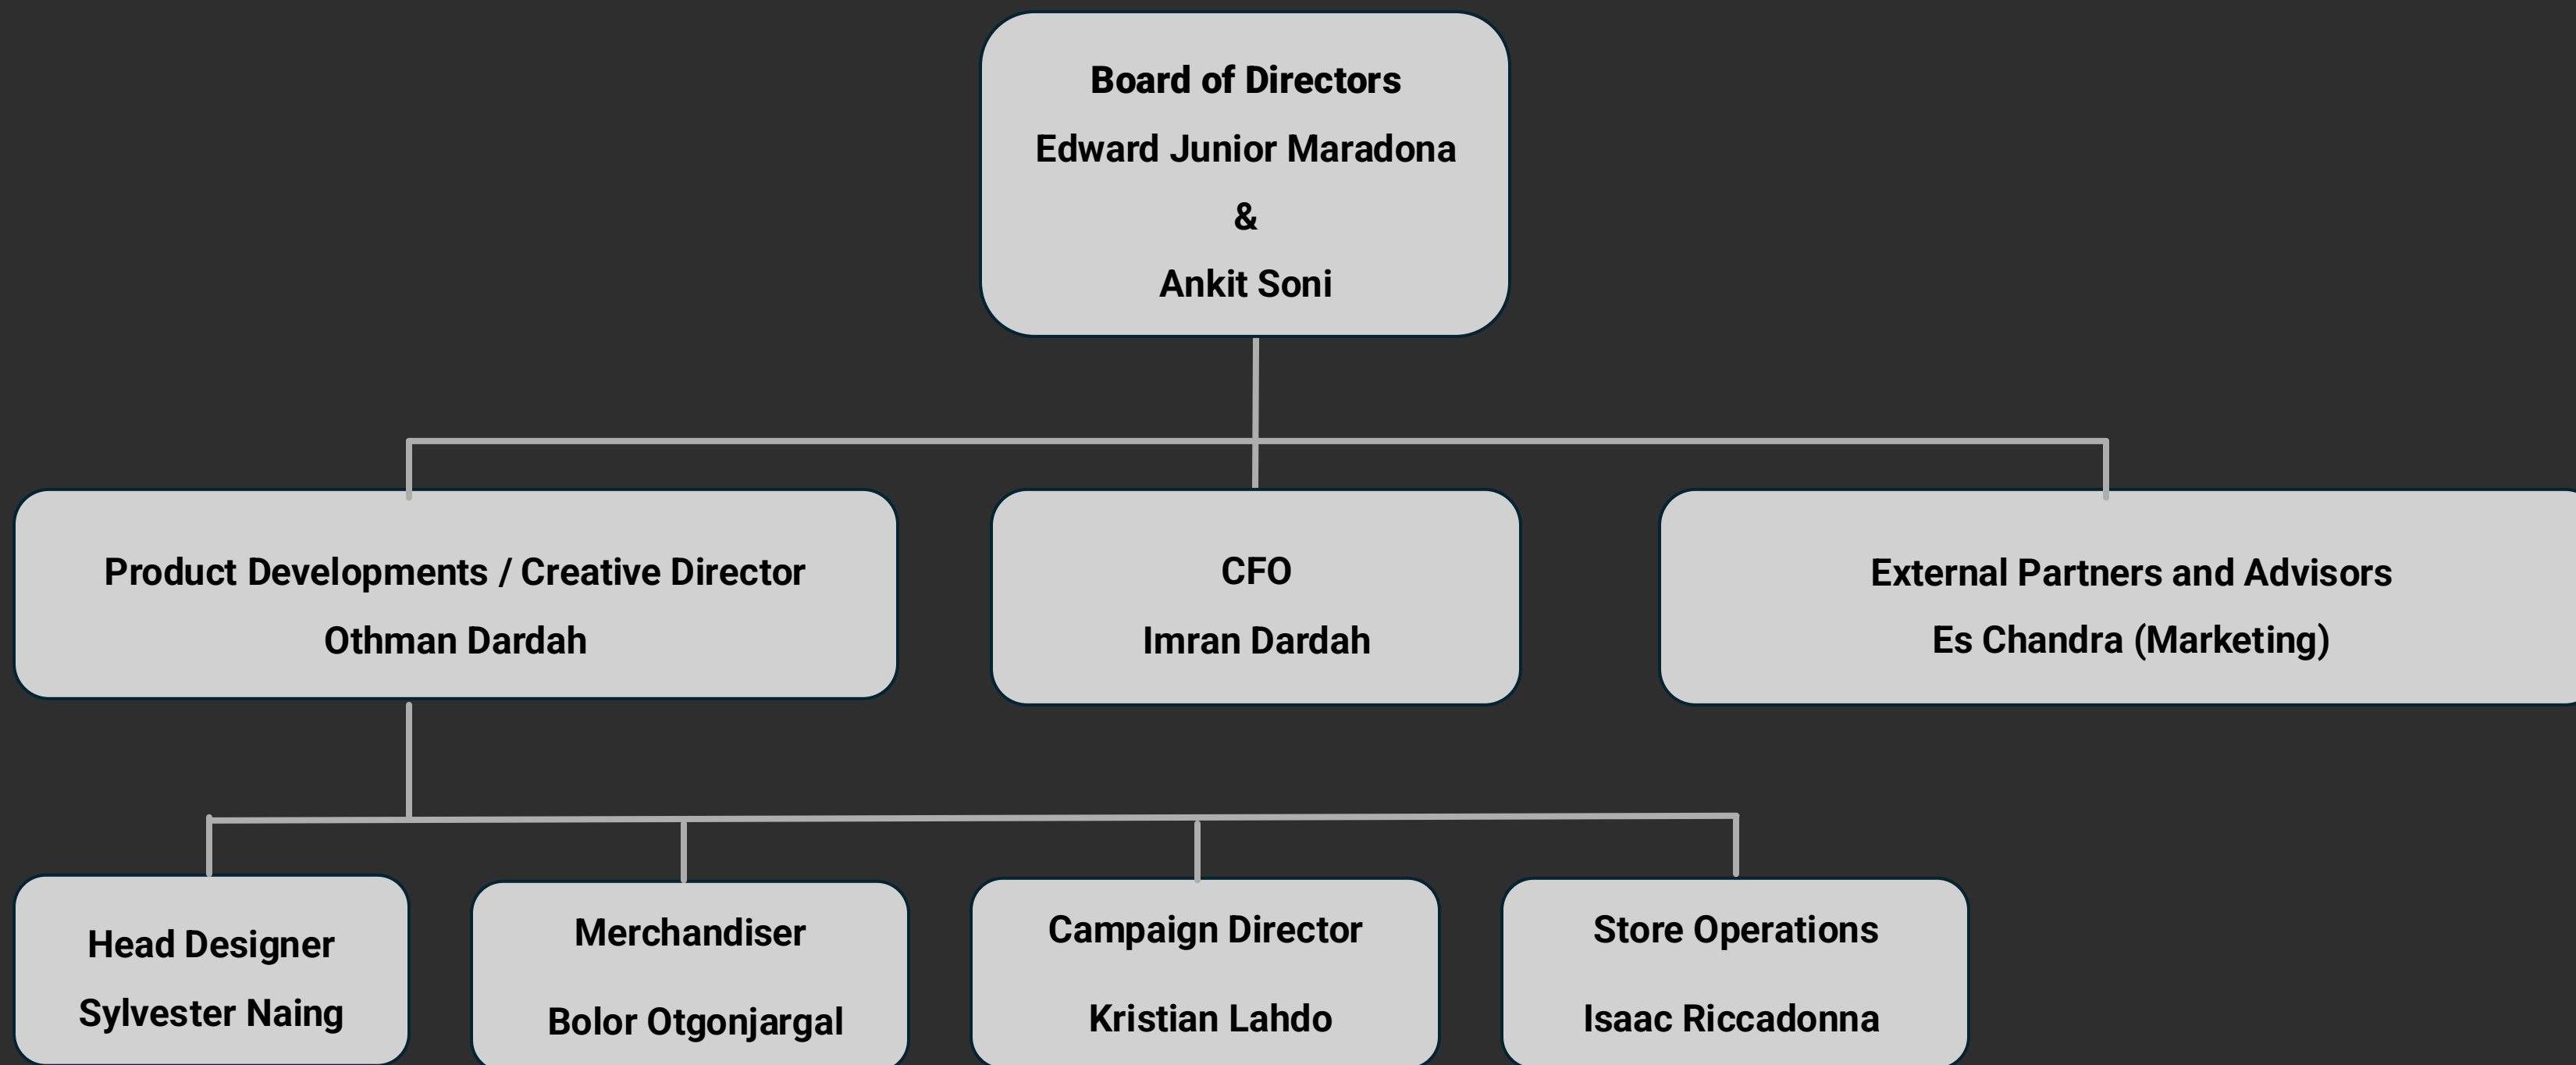 Board of Directors
Edward Junior Maradona
&
Ankit Soni
Product Developments / Creative Director
Othman Dardah
CFO
Imran Dardah
External Partners and Advisors
Es Chandra (Marketing)
Head Designer
Sylvester Naing
Merchandiser
Bolor Otgonjargal
Campaign Director
Kristian Lahdo
Store Operations
Isaac Riccadonna